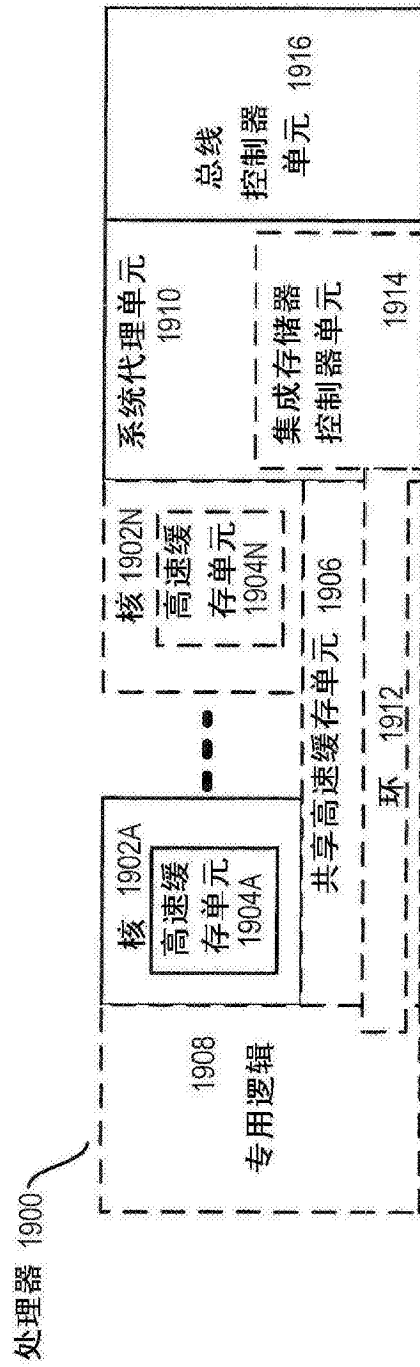 处理器 1900
专用逻辑
1908
核 1902A
高速缓
存单元
1904A
核 1902N
高速缓
存单元
1904N
共享高速缓存单元 1906
环 1912
系统代理单元
1910
集成存储器
控制器单元
1914
总线
控制器
单元 1916